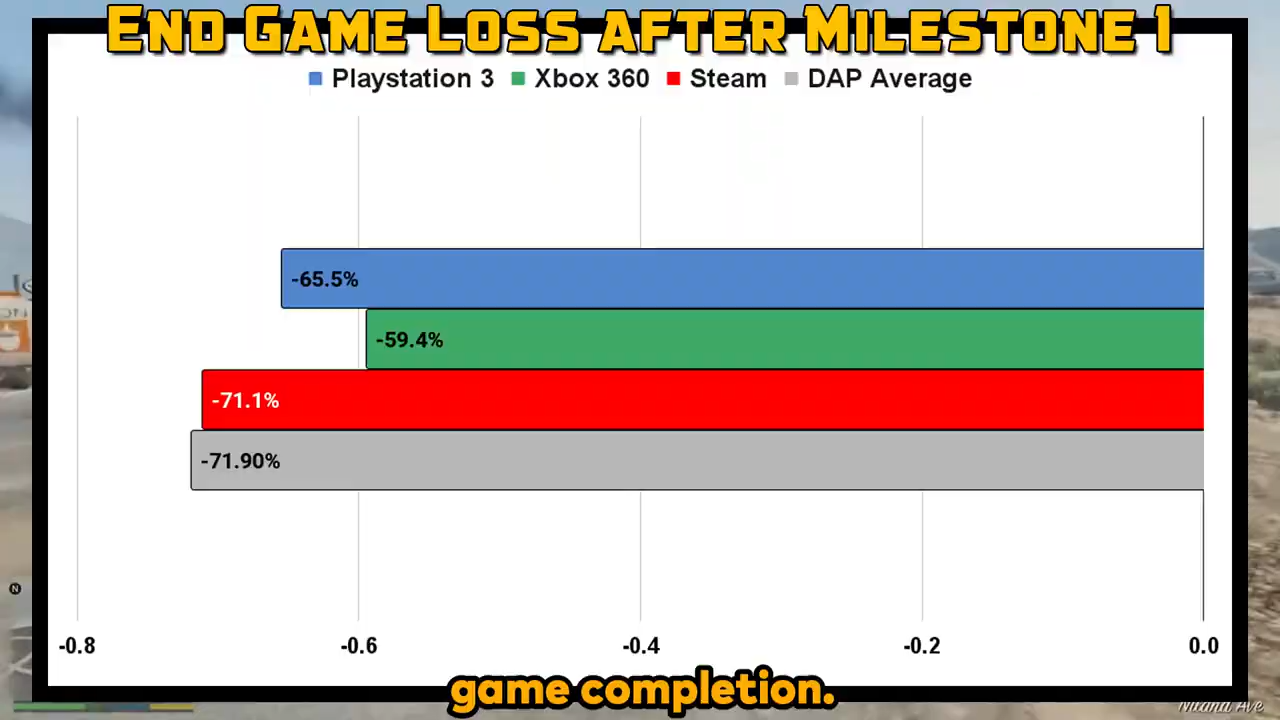 END GAME LOSS AFTER MILESTONE 1
Playstation 3 Xbox 360 Steam DAP Average
-65.5%
-59.4%
-71.1%
-71.90%
N
-0.8 -0.6 -0.4 -0.2 0.0
game completion.
Ave